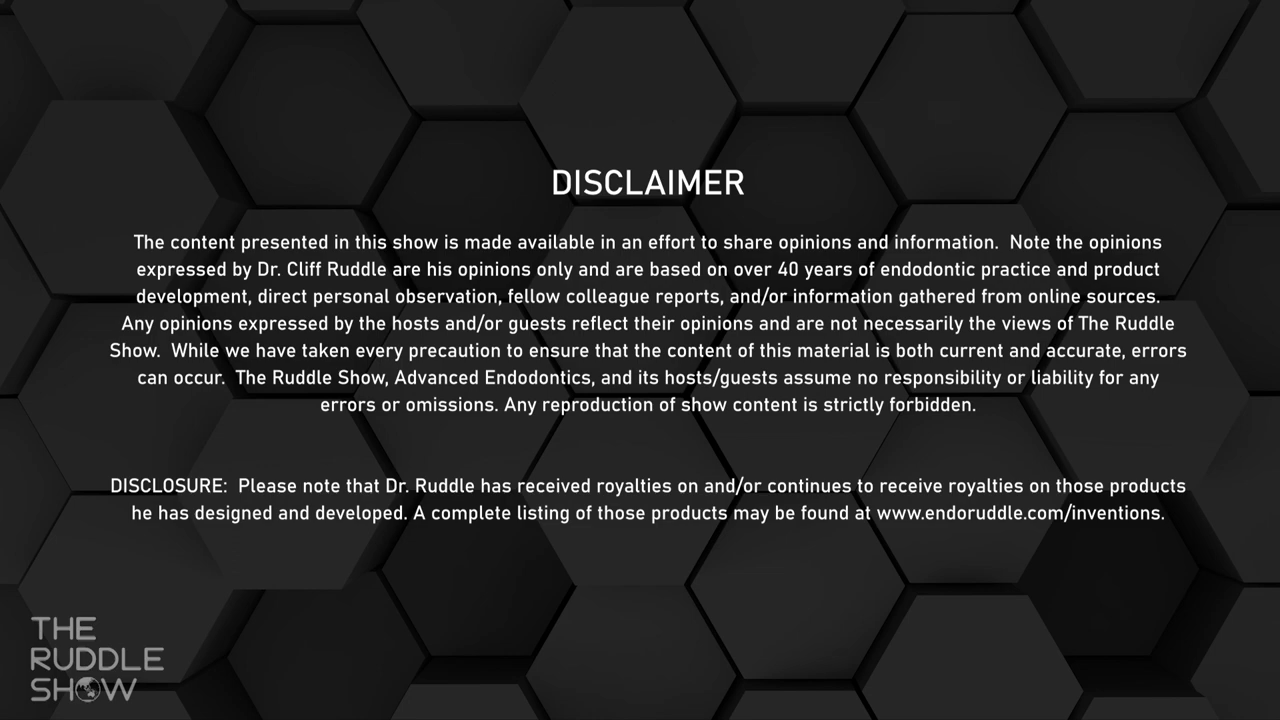 DISCLAIMER
The content presented in this show is made available in an effort to share opinions and information.  Note the opinions
expressed by Dr. Cliff Ruddle are his opinions only and are based on over 40 years of endodontic practice and product
development, direct personal observation, fellow colleague reports, and/or information gathered from online sources.
Any opinions expressed by the hosts and/or guests reflect their opinions and are not necessarily the views of The Ruddle
Show.  While we have taken every precaution to ensure that the content of this material is both current and accurate, errors
can occur.  The Ruddle Show, Advanced Endodontics, and its hosts/guests assume no responsibility or liability for any
errors or omissions. Any reproduction of show content is strictly forbidden.
DISCLOSURE:  Please note that Dr. Ruddle has received royalties on and/or continues to receive royalties on those products
he has designed and developed. A complete listing of those products may be found at www.endoruddle.com/inventions.
THE
RUDDLE
SHOW